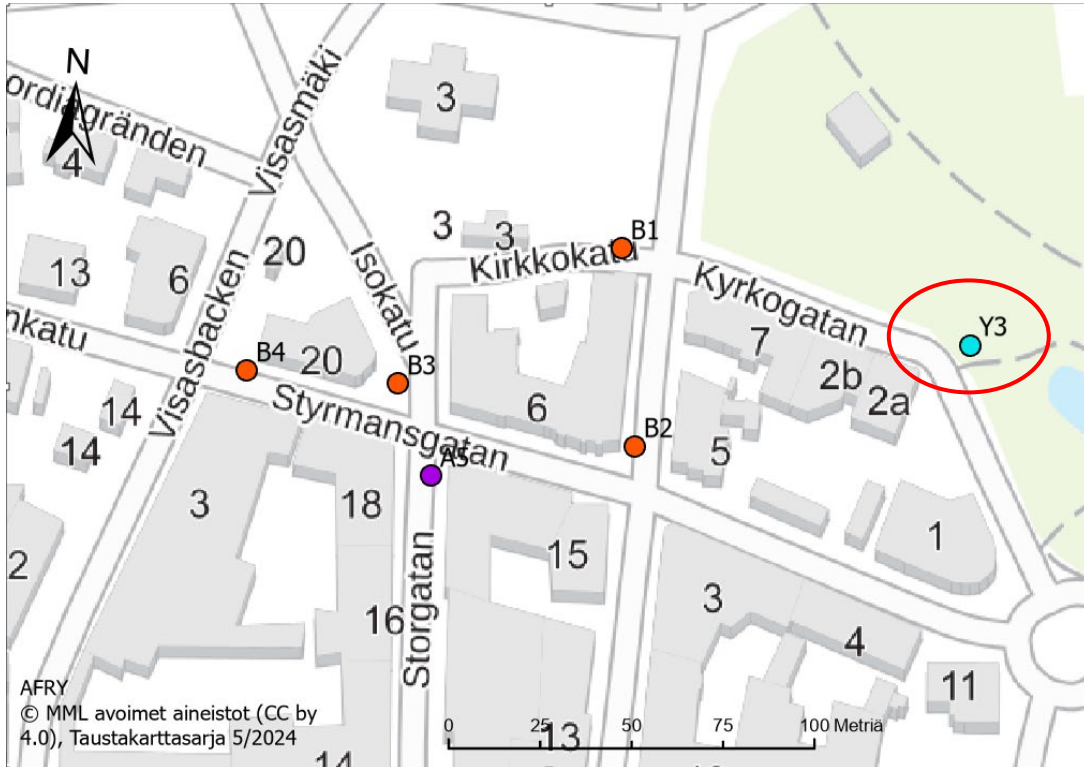 N
ordiagränden
Visasmäki
3
4
3
3
B1
20
Isokatu
Kirkkokatu
13
6
Kyrkogatan
Y3
nkatu
B4
20
B3
7
2b
2a
Visasbacken
14
Styrmansgatan
6
B2
14
5
A5
3
18
1
15
2
Storgatan
3
16
4
11
AFRY
© MML avoimet aineistot (CC by
4.0), Taustakarttasarja 5/2024
0 25 50 75 100 Metriä
13
14